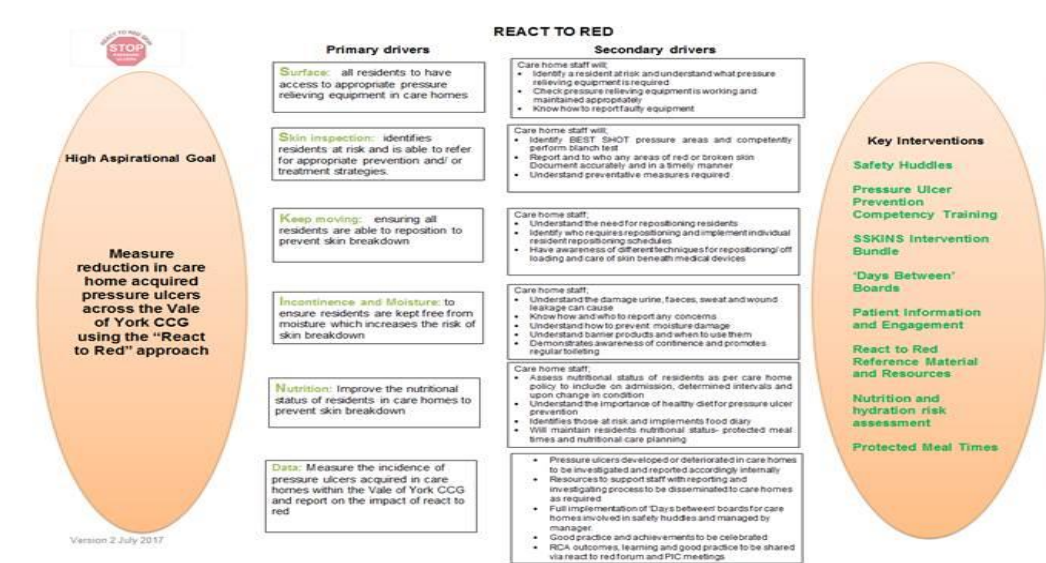 REACT TO RED
REACT TO RED SKIN
STOP
PRESSURE
ULCERS
High Aspirational Goal
Measure
reduction in care
home acquired
pressure ulcers
across the Vale
of York CCG
using the “React
to Red” approach
Primary drivers
Surface: all residents to have
access to appropriate pressure
relieving equipment in care homes
Skin inspection: identifies
residents at risk and is able to refer
for appropriate prevention and/ or
treatment strategies.
Keep moving: ensuring all
residents are able to reposition to
prevent skin breakdown
Incontinence and Moisture: to
ensure residents are kept free from
moisture which increases the risk of
skin breakdown
Nutrition: Improve the nutritional
status of residents in care homes to
prevent skin breakdown
Data: Measure the incidence of
pressure ulcers acquired in care
homes within the Vale of York CCG
and report on the impact of react to
red
Secondary drivers
Care home staff will;
• Identify a resident at risk and understand what pressure
relieving equipment is required
• Check pressure relieving equipment is working and
maintained appropriately
• Know how to report faulty equipment
Care home staff will;
• Identify BEST SHOT pressure areas and competently
perform blanch test
• Report and to who any areas of red or broken skin
Document accurately and in a timely manner
• Understand preventative measures required
Care home staff;
• Understand the need for repositioning residents
• Identify who requires repositioning and implement individual
resident repositioning schedules
• Have awareness of different techniques for repositioning/ off
loading and care of skin beneath medical devices
Care home staff;
• Understand the damage urine, faeces, sweat and wound
leakage can cause
• Know how and who to report any concerns
• Understand how to prevent moisture damage
• Understand barrier products and when to use them
• Demonstrates awareness of continence and promotes
regular toileting
Care home staff;
• Assess nutritional status of residents as per care home
policy to include on admission, determined intervals and
upon change in condition
• Understand the importance of healthy diet for pressure ulcer
prevention
• Identifies those at risk and implements food diary
• Will maintain residents nutritional status- protected meal
times and nutritional care planning
• Pressure ulcers developed or deteriorated in care homes
to be investigated and reported accordingly internally
• Resources to support staff with reporting and
investigating process to be disseminated to care homes
as required
• Full implementation of 'Days between' boards for care
homes involved in safety huddles and managed by
manager.
• Good practice and achievements to be celebrated
• RCA outcomes, learning and good practice to be shared
via react to red forum and PIC meetings
Key Interventions
Safety Huddles
Pressure Ulcer
Prevention
Competency Training
SSKINS Intervention
Bundle
‘Days Between’
Boards
Patient Information
and Engagement
React to Red
Reference Material
and Resources
Nutrition and
hydration risk
assessment
Protected Meal Times
Version 2 July 2017